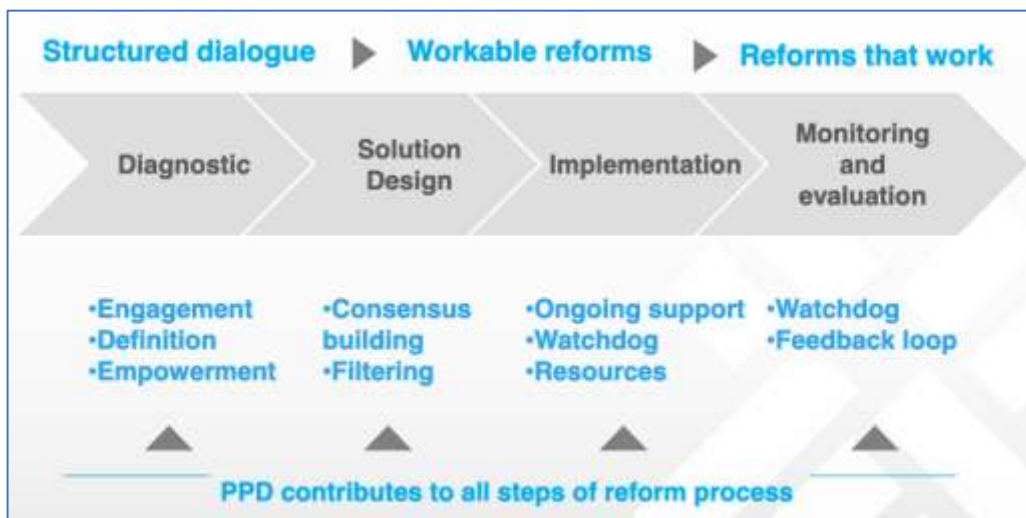 Structured dialogue Workable reforms Reforms that work
Diagnostic
Solution
Design
Implementation
Monitoring
and
evaluation
•Engagement
•Definition
•Empowerment
•Consensus
building
•Filtering
•Ongoing support
•Watchdog
•Resources
•Watchdog
•Feedback loop
PPD contributes to all steps of reform process